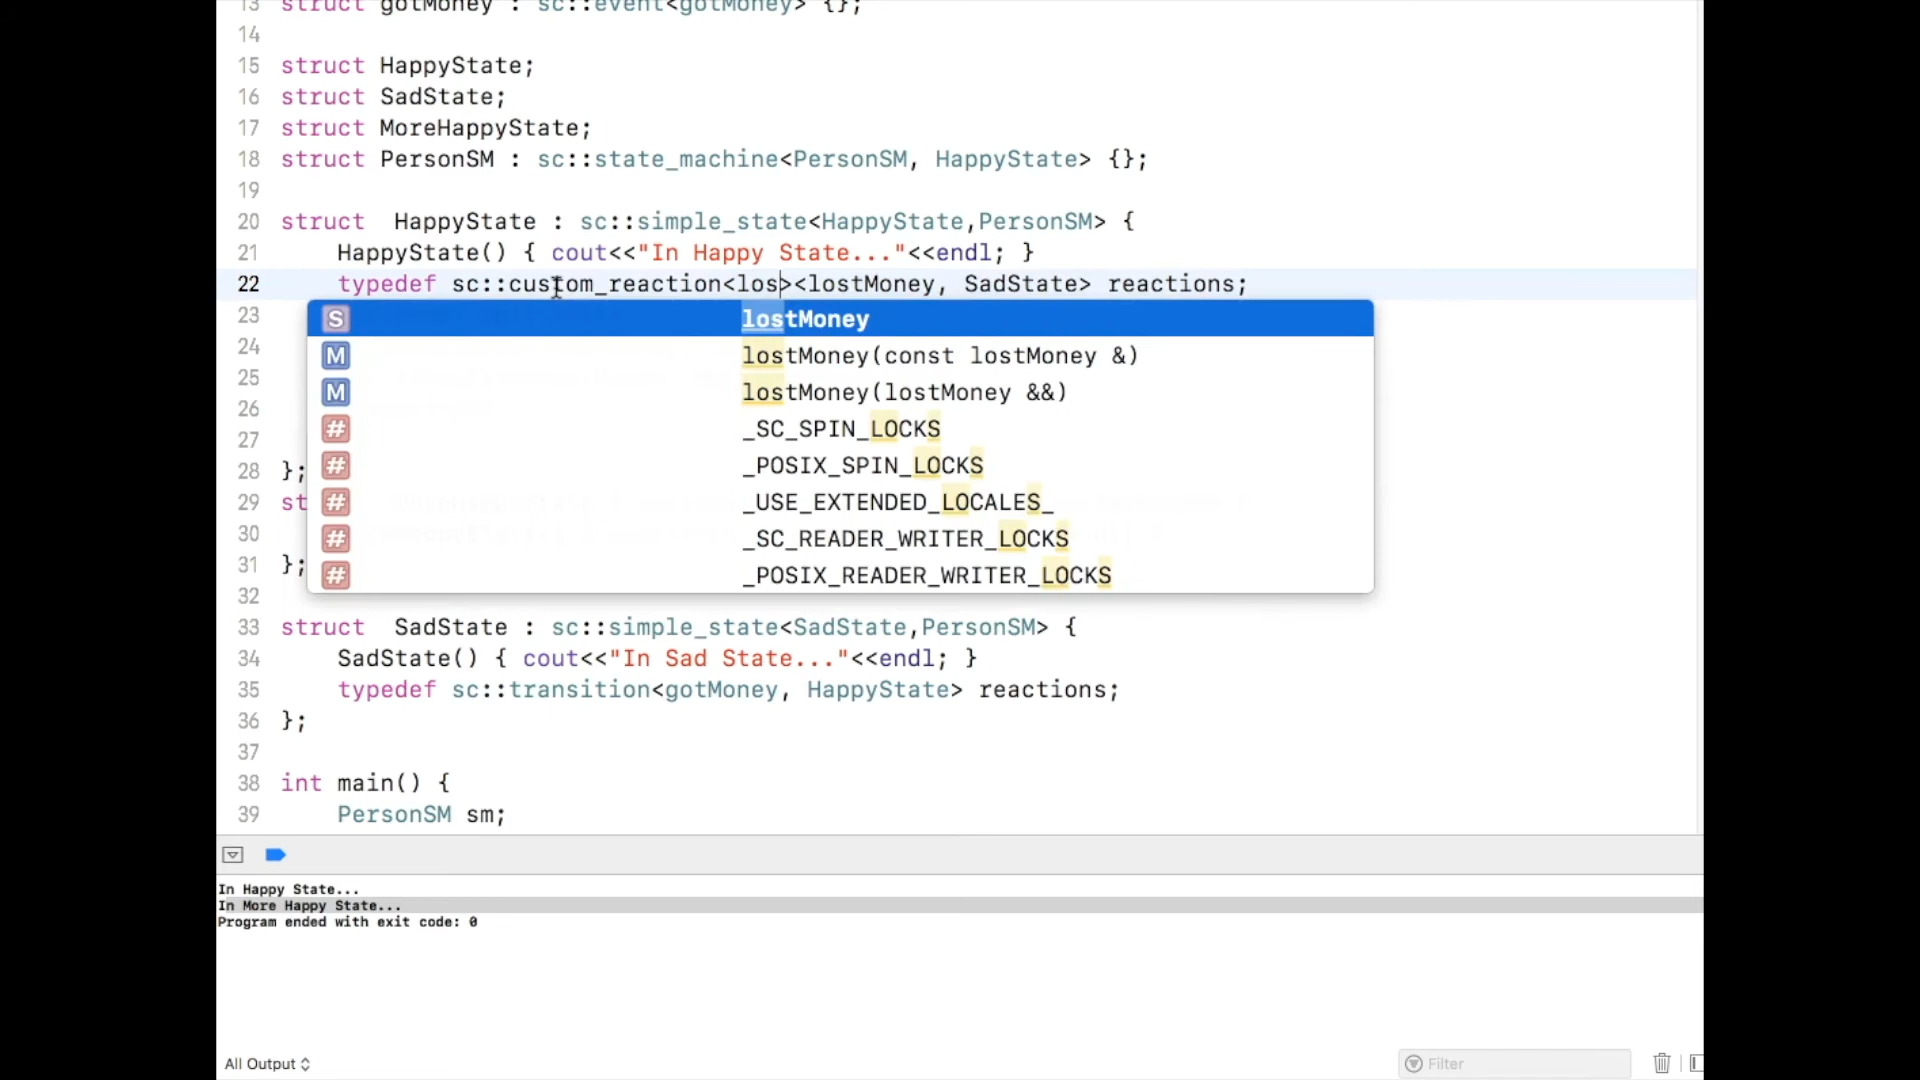 13 struct gotMoney : sc::event<gotMoney> {};
14
15 struct HappyState;
16 struct SadState;
17 struct MoreHappyState;
18 struct PersonSM : sc::state_machine<PersonSM, HappyState> {};
19
20 struct  HappyState : sc::simple_state<HappyState,PersonSM> {
21 HappyState() { cout<<"In Happy State..."<<endl; }
22 typedef sc::custom_reaction<los><lostMoney, SadState> reactions;
23 S lostMoney
24 M lostMoney(const lostMoney &)
25 M lostMoney(lostMoney &&)
26 # _SC_SPIN_LOCKS
27 # _POSIX_SPIN_LOCKS
28 };
29 st # _USE_EXTENDED_LOCALES_
30 # _SC_READER_WRITER_LOCKS
31 }; # _POSIX_READER_WRITER_LOCKS
32
33 struct  SadState : sc::simple_state<SadState,PersonSM> {
34 SadState() { cout<<"In Sad State..."<<endl; }
35 typedef sc::transition<gotMoney, HappyState> reactions;
36 };
37
38 int main() {
39 PersonSM sm;
In Happy State...
In More Happy State...
Program ended with exit code: 0
All Output
Filter